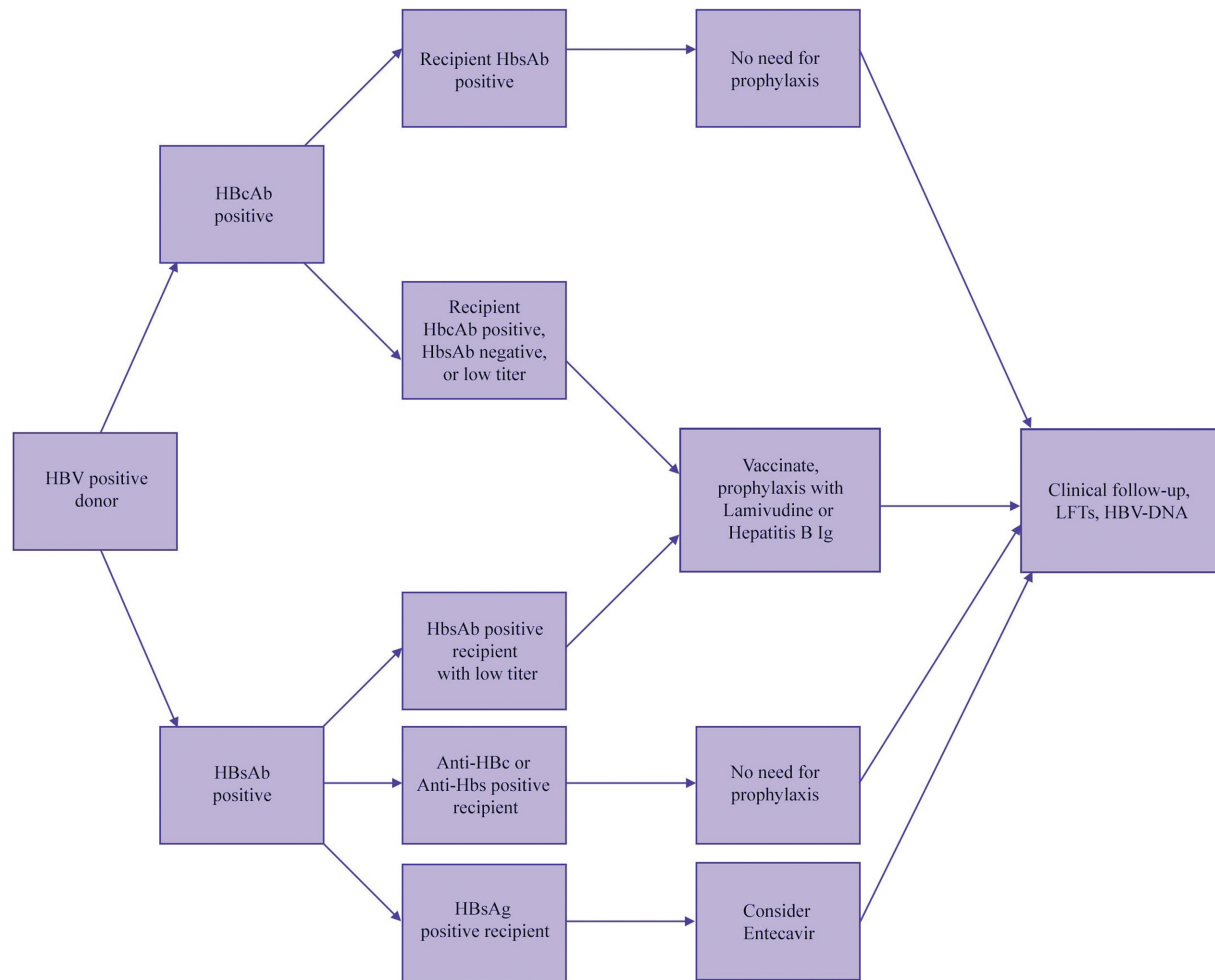 HBV positive
donor
HBcAb
positive
HBsAb
positive
Recipient HbsAb
positive
Recipient
HbcAb positive,
HbsAb negative,
or low titer
HbsAb positive
recipient
with low titer
Anti-HBc or
Anti-Hbs positive
recipient
HBsAg
positive recipient
No need for
prophylaxis
Vaccinate,
prophylaxis with
Lamivudine or
Hepatitis B Ig
No need for
prophylaxis
Consider
Entecavir
Clinical follow-up,
LFTs, HBV-DNA